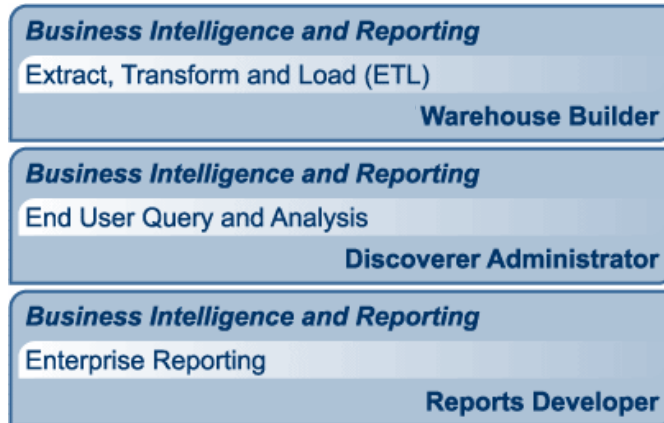 Business Intelligence and Reporting
Extract, Transform and Load (ETL)
Warehouse Builder
Business Intelligence and Reporting
End User Query and Analysis
Discoverer Administrator
Business Intelligence and Reporting
Enterprise Reporting
Reports Developer